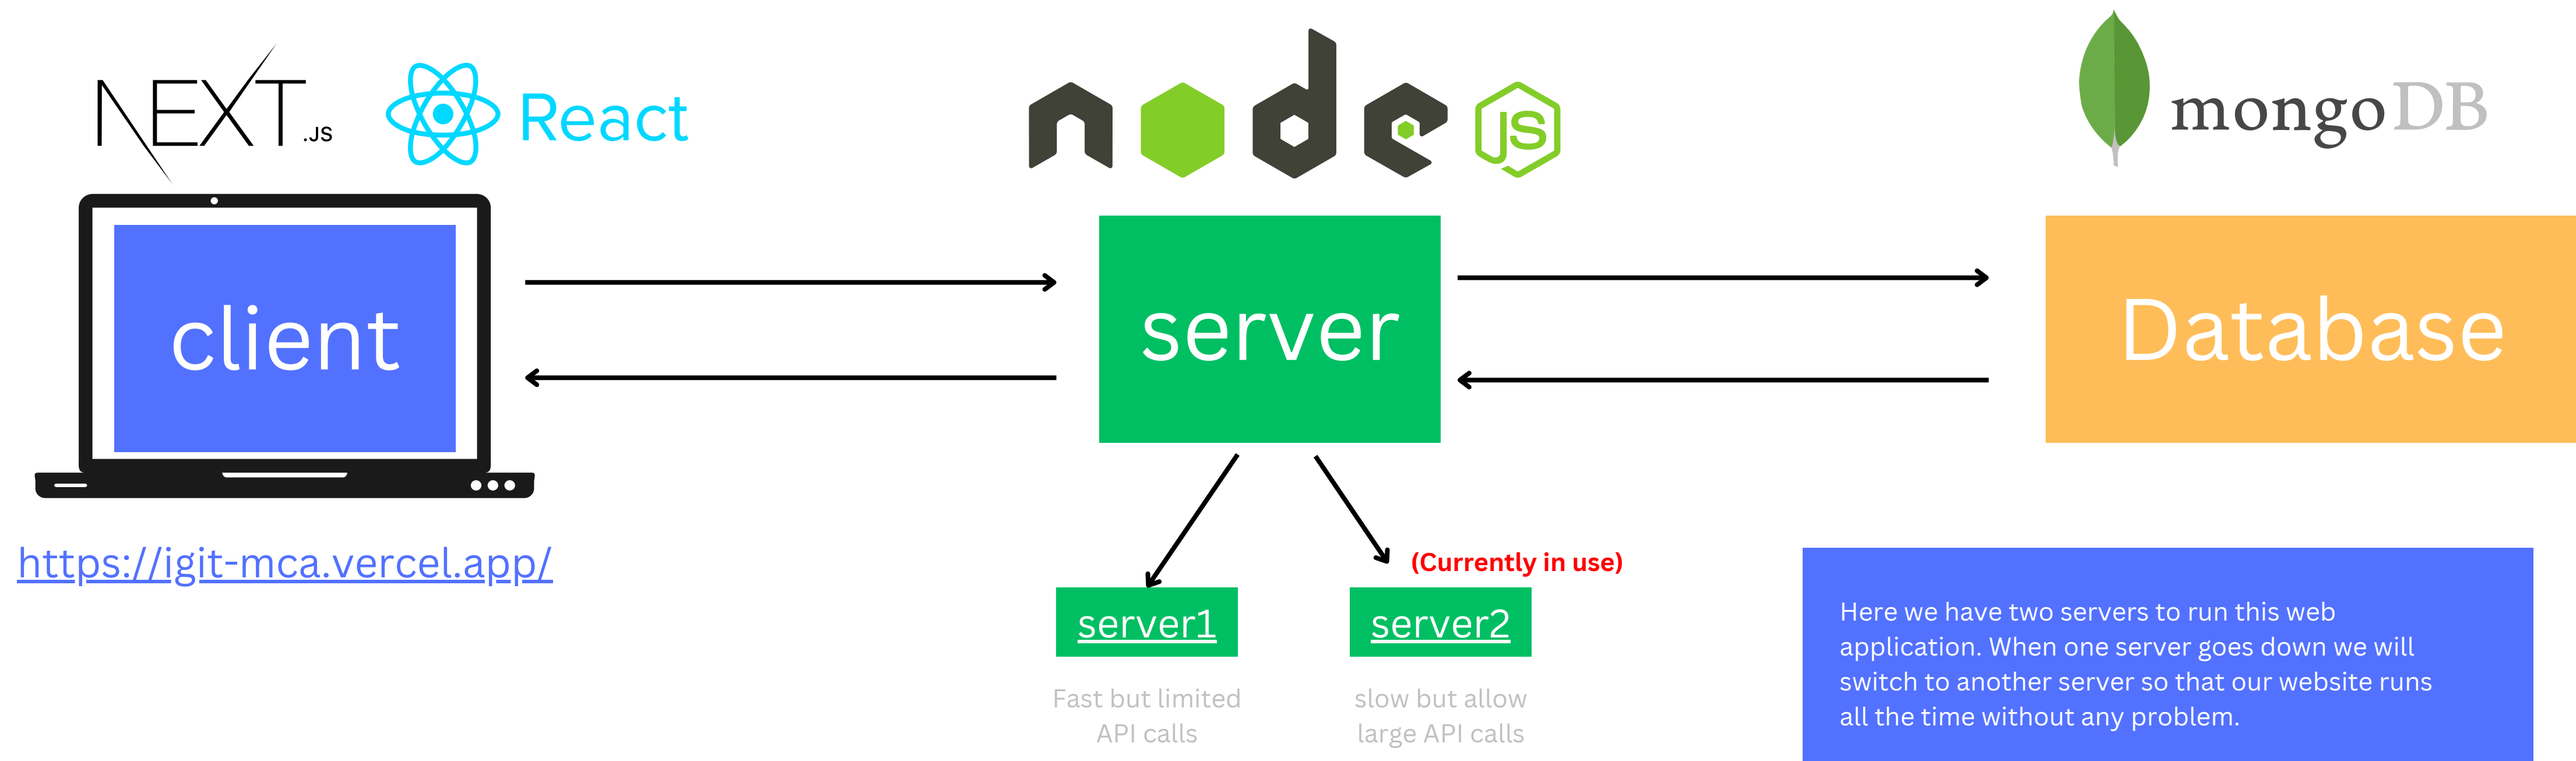 NEXT.JS
React
node
JS
mongoDB
client
server
Database
https://igit-mca.vercel.app/
(Currently in use)
server1
server2
Fast but limited
API calls
slow but allow
large API calls
Here we have two servers to run this web
application. When one server goes down we will
switch to another server so that our website runs
all the time without any problem.